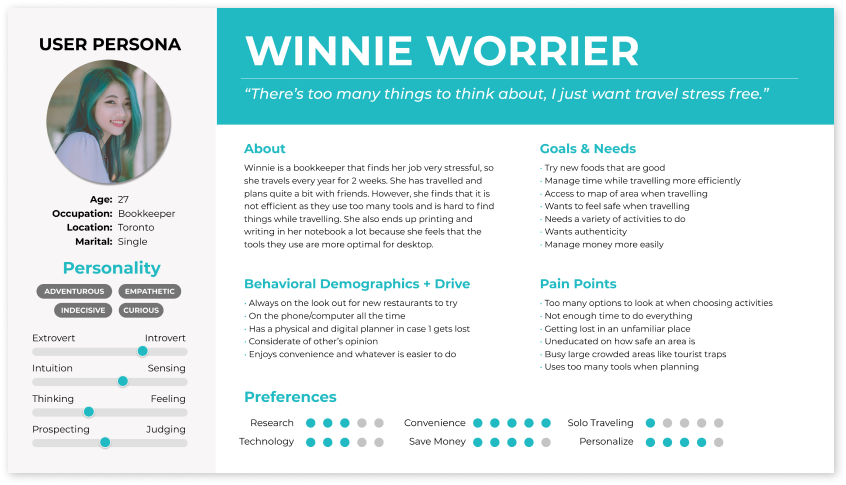 USER PERSONA
Age: 27
Occupation: Bookkeeper
Location: Toronto
Marital: Single
Personality
ADVENTUROUS EMPATHETIC
INDECISIVE CURIOUS
Extrovert Introvert
Intuition Sensing
Thinking Feeling
Prospecting Judging
WINNIE WORRIER
“There’s too many things to think about, I just want travel stress free.”
About
Winnie is a bookkeeper that finds her job very stressful, so
she travels every year for 2 weeks. She has travelled and
plans quite a bit with friends. However, she finds that it is
not efficient as they use too many tools and is hard to find
things while travelling. She also ends up printing and
writing in her notebook a lot because she feels that the
tools they use are more optimal for desktop.
Goals & Needs
· Try new foods that are good
· Manage time while travelling more efficiently
· Access to map of area when travelling
· Wants to feel safe when travelling
· Needs a variety of activities to do
· Wants authenticity
· Manage money more easily
Behavioral Demographics + Drive
· Always on the look out for new restaurants to try
· On the phone/computer all the time
· Has a physical and digital planner in case 1 gets lost
· Considerate of other’s opinion
· Enjoys convenience and whatever is easier to do
Pain Points
· Too many options to look at when choosing activities
· Not enough time to do everything
· Getting lost in an unfamiliar place
· Uneducated on how safe an area is
· Busy large crowded areas like tourist traps
· Uses too many tools when planning
Preferences
Research Convenience Solo Traveling
Technology Save Money Personalize